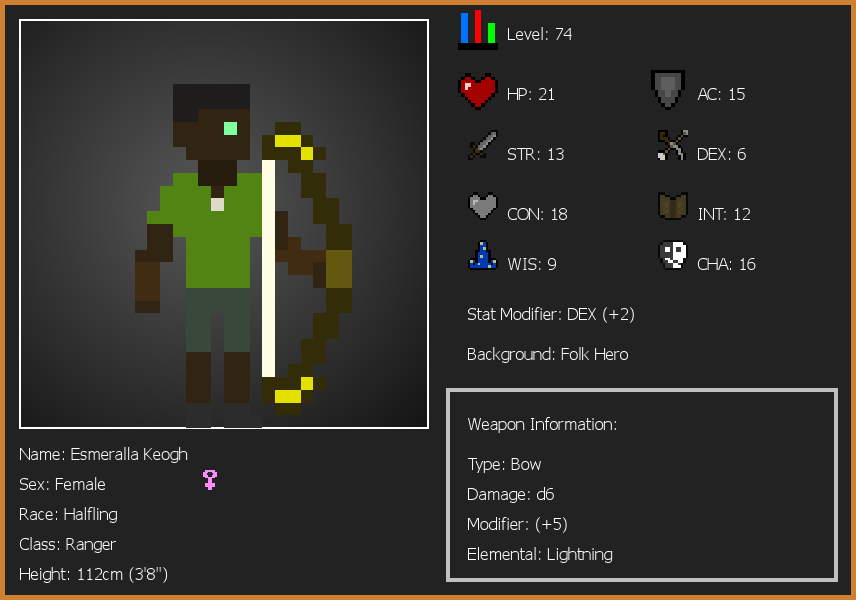 Level: 74
HP: 21
AC: 15
STR: 13
DEX: 6
CON: 18
INT: 12
WIS: 9
CHA: 16
Stat Modifier: DEX (+2)
Background: Folk Hero
Weapon Information:
Type: Bow
Damage: d6
Modifier: (+5)
Elemental: Lightning
Name: Esmeralla Keogh
Sex: Female
Race: Halfling
Class: Ranger
Height: 112cm (3'8")